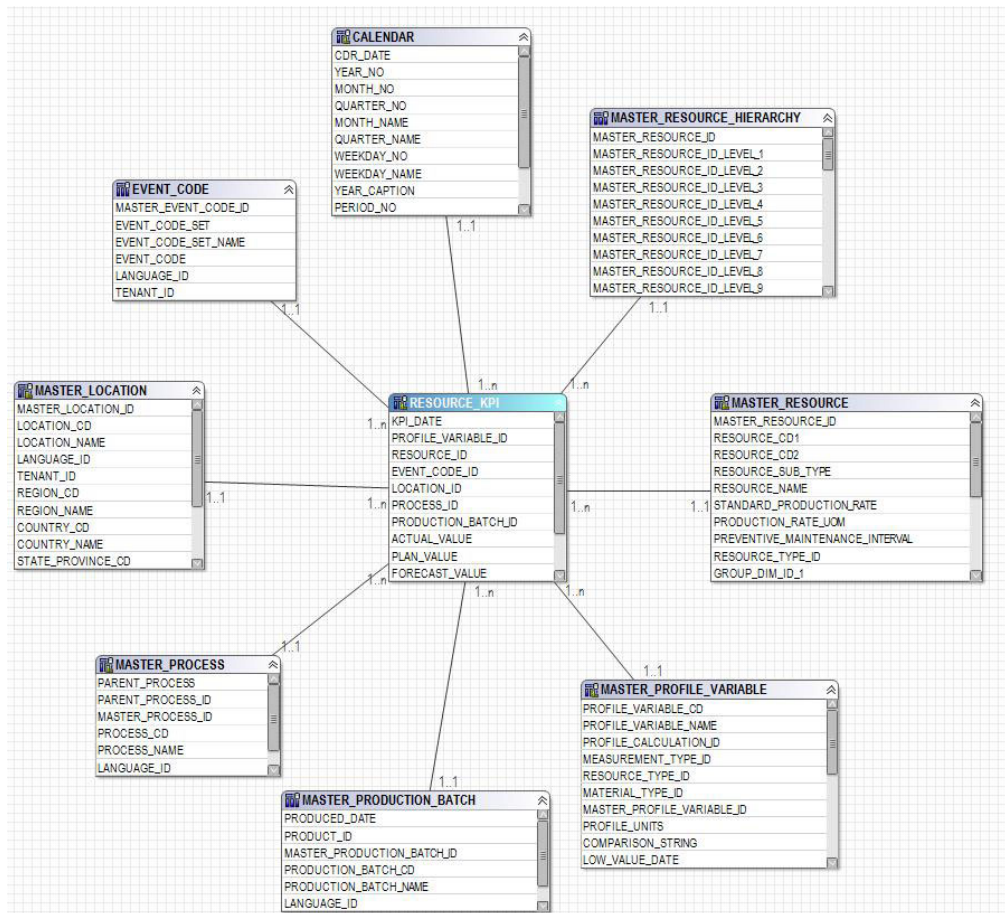 CALENDAR
CDR_DATE
YEAR_NO
MONTH_NO
QUARTER_NO
MONTH_NAME
QUARTER_NAME
WEEKDAY_NO
WEEKDAY_NAME
YEAR_CAPTION
PERIOD_NO
1..1
MASTER_RESOURCE_HIERARCHY
MASTER_RESOURCE_ID
MASTER_RESOURCE_ID_LEVEL_1
MASTER_RESOURCE_ID_LEVEL_2
MASTER_RESOURCE_ID_LEVEL_3
MASTER_RESOURCE_ID_LEVEL_4
MASTER_RESOURCE_ID_LEVEL_5
MASTER_RESOURCE_ID_LEVEL_6
MASTER_RESOURCE_ID_LEVEL_7
MASTER_RESOURCE_ID_LEVEL_8
MASTER_RESOURCE_ID_LEVEL_9
1..1
EVENT_CODE
MASTER_EVENT_CODE_ID
EVENT_CODE_SET
EVENT_CODE_SET_NAME
EVENT_CODE
LANGUAGE_ID
TENANT_ID
1..1
MASTER_LOCATION
MASTER_LOCATION_ID
LOCATION_CD
LOCATION_NAME
LANGUAGE_ID
TENANT_ID
REGION_CD
REGION_NAME
COUNTRY_CD
COUNTRY_NAME
STATE_PROVINCE_CD
1..1
1..n
1..n
1..n
1..n
1..n
RESOURCE_KPI
KPI_DATE
PROFILE_VARIABLE_ID
RESOURCE_ID
EVENT_CODE_ID
LOCATION_ID
PROCESS_ID
PRODUCTION_BATCH_ID
ACTUAL_VALUE
PLAN_VALUE
FORECAST_VALUE
1..n
1..n
1..n
1..1
MASTER_RESOURCE
MASTER_RESOURCE_ID
RESOURCE_CD1
RESOURCE_CD2
RESOURCE_SUB_TYPE
RESOURCE_NAME
STANDARD_PRODUCTION_RATE
PRODUCTION_RATE_UOM
PREVENTIVE_MAINTENANCE_INTERVAL
RESOURCE_TYPE_ID
GROUP_DIM_ID_1
1..1
MASTER_PROCESS
PARENT_PROCESS
PARENT_PROCESS_ID
MASTER_PROCESS_ID
PROCESS_CD
PROCESS_NAME
LANGUAGE_ID
1..1
MASTER_PROFILE_VARIABLE
PROFILE_VARIABLE_CD
PROFILE_VARIABLE_NAME
PROFILE_CALCULATION_ID
MEASUREMENT_TYPE_ID
RESOURCE_TYPE_ID
MATERIAL_TYPE_ID
MASTER_PROFILE_VARIABLE_ID
PROFILE_UNITS
COMPARISON_STRING
LOW_VALUE_DATE
1..1
MASTER_PRODUCTION_BATCH
PRODUCED_DATE
PRODUCT_ID
MASTER_PRODUCTION_BATCH_ID
PRODUCTION_BATCH_CD
PRODUCTION_BATCH_NAME
LANGUAGE_ID